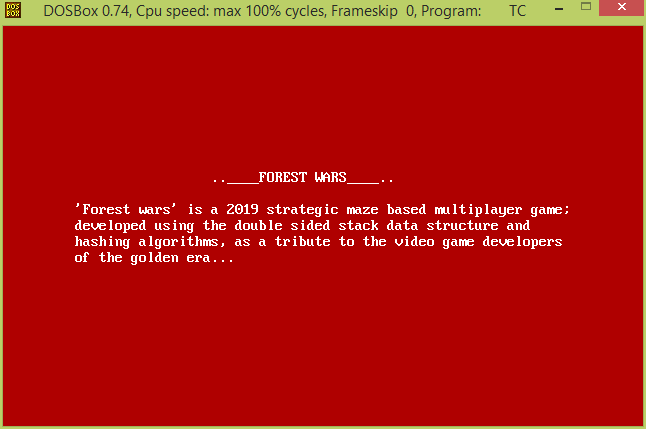 DOS BOX
DOSBox 0.74, Cpu speed: max 100% cycles, Frameskip 0, Program: TC
..____FOREST WARS____..
'Forest wars' is a 2019 strategic maze based multiplayer game;
developed using the double sided stack data structure and
hashing algorithms, as a tribute to the video game developers
of the golden era...